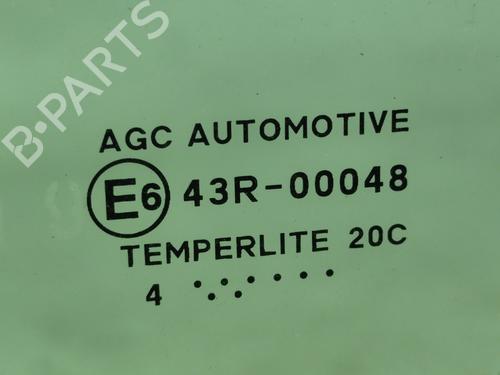 B-PARTS
AGC AUTOMOTIVE
E6 43R-00048
TEMPERLITE 20C
4